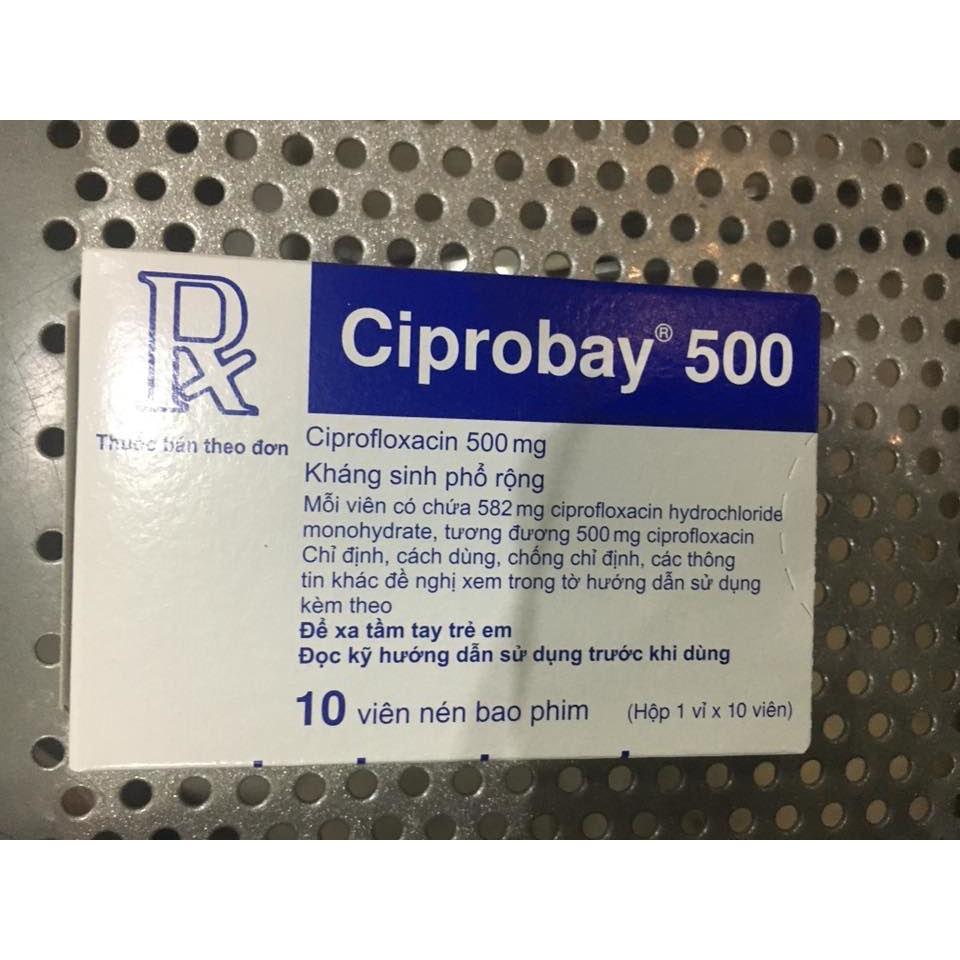 Rx
Thuốc bán theo đơn
Ciprobay® 500
Ciprofloxacin 500 mg
Kháng sinh phổ rộng
Mỗi viên có chứa 582 mg ciprofloxacin hydrochloride
monohydrate, tương đương 500 mg ciprofloxacin
Chỉ định, cách dùng, chống chỉ định, các thông
tin khác đề nghị xem trong tờ hướng dẫn sử dụng
kèm theo
Để xa tầm tay trẻ em
Đọc kỹ hướng dẫn sử dụng trước khi dùng
10 viên nén bao phim (Hộp 1 vỉ x 10 viên)